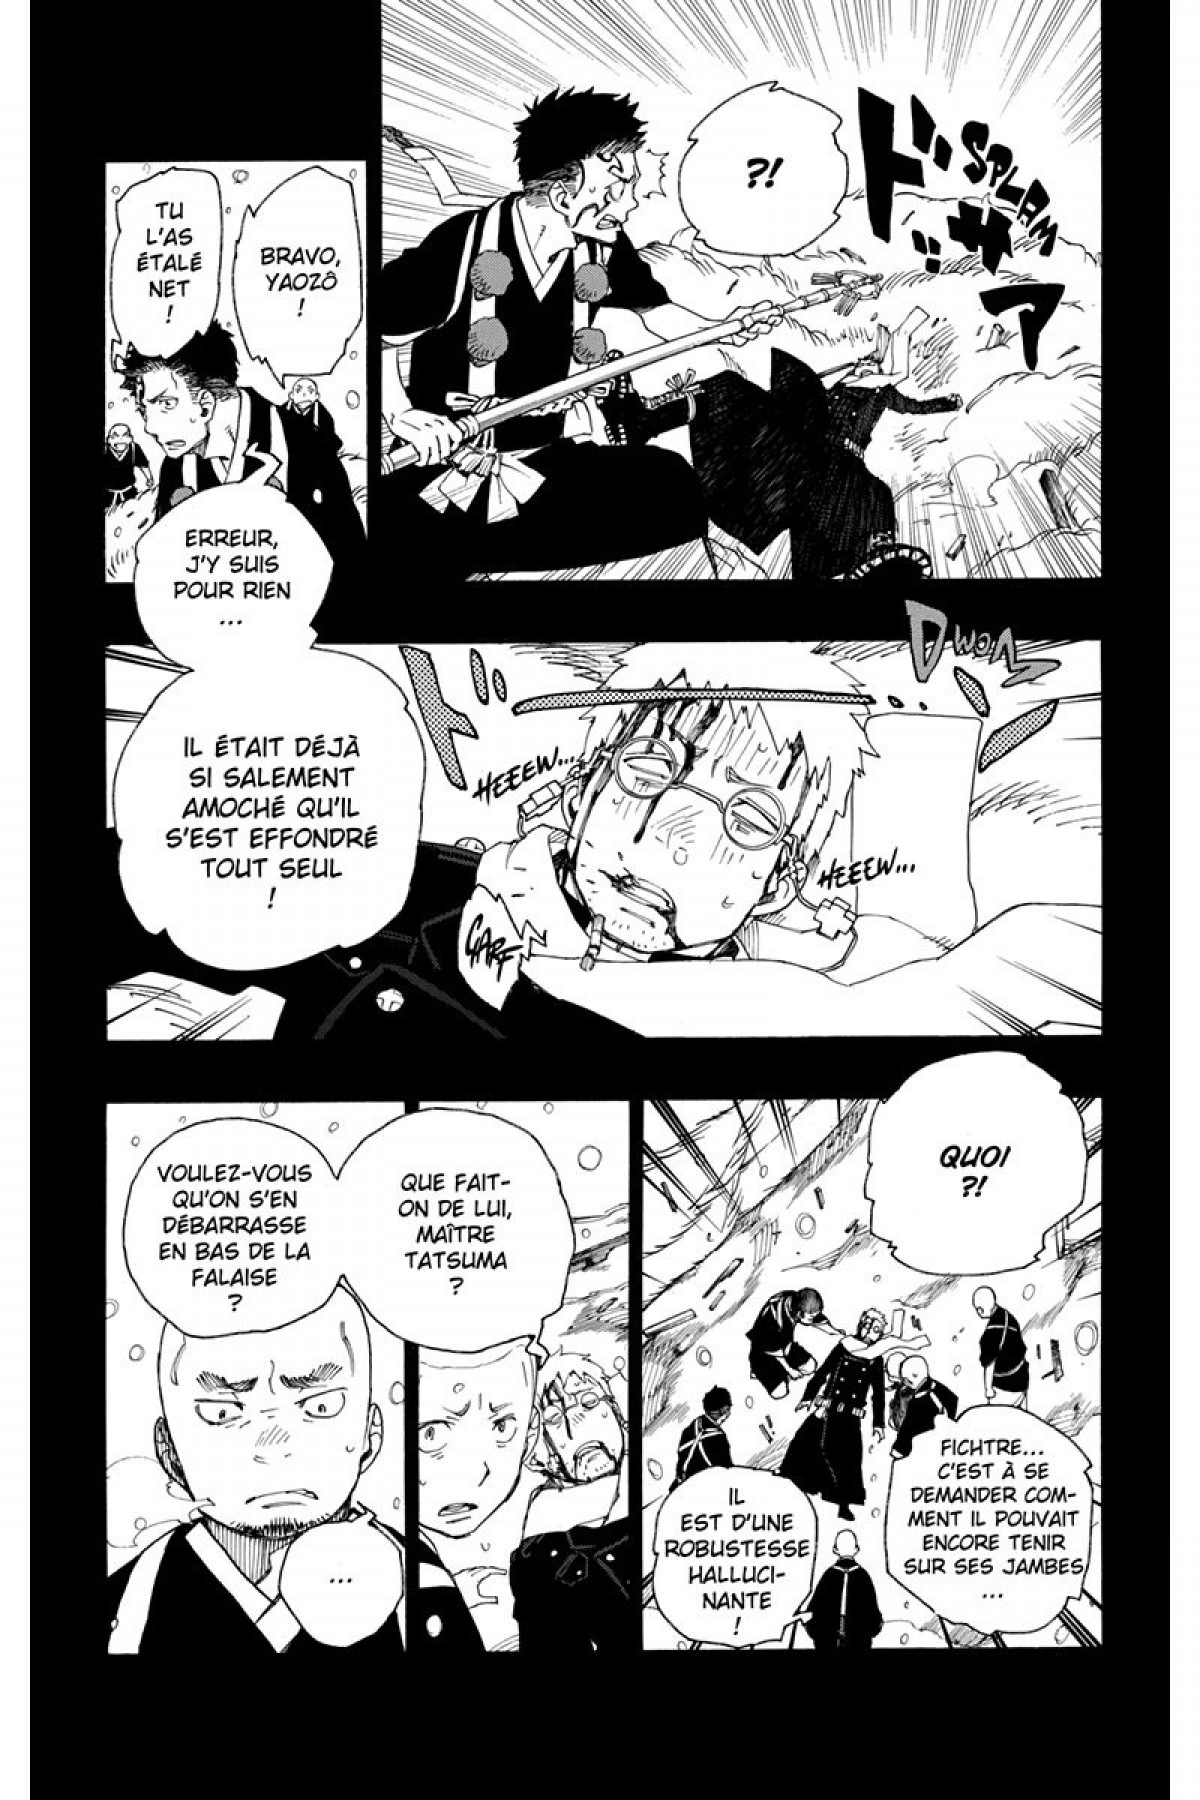 ?!
SPLAM
ドザァ
BRAVO,
YAOZÔ
!
TU
L'AS
ÉTALÉ
NET
!
ERREUR,
J'Y SUIS
POUR RIEN
...
IL ÉTAIT DÉJÀ
SI SALEMENT
AMOCHÉ QU'IL
S'EST EFFONDRÉ
TOUT SEUL
!
DWOM
HEEEW...
HEEEW...
GARF
QUOI
?!
FICHTRE...
C'EST À SE
DEMANDER COM-
MENT IL POUVAIT
ENCORE TENIR
SUR SES JAMBES
...
IL
EST D'UNE
ROBUSTESSE
HALLUCI-
NANTE
!
QUE FAIT-
ON DE LUI,
MAÎTRE
TATSUMA
?
VOULEZ-VOUS
QU'ON S'EN
DÉBARRASSE
EN BAS DE LA
FALAISE
?
...